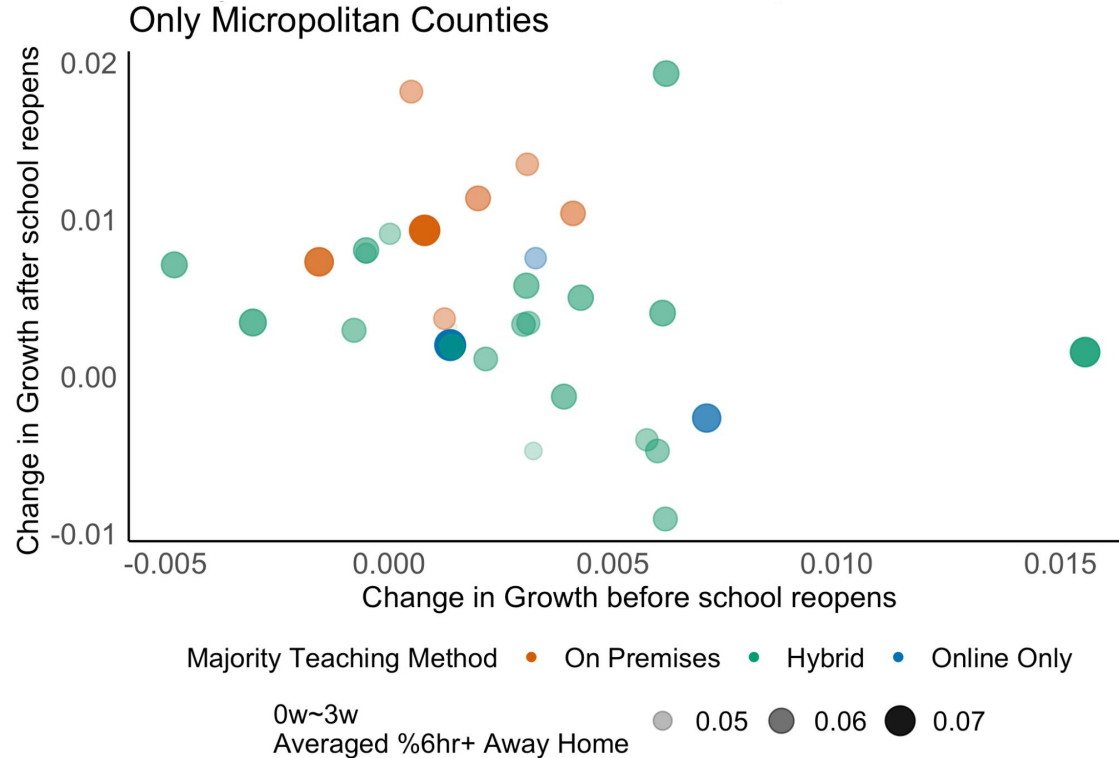 Only Micropolitan Counties
Change in Growth after school reopens
0.02
0.01
0.00
-0.01
-0.005 0.000 0.005 0.010 0.015
Change in Growth before school reopens
Majority Teaching Method On Premises Hybrid Online Only
0w~3w
Averaged %6hr+ Away Home 0.05 0.06 0.07